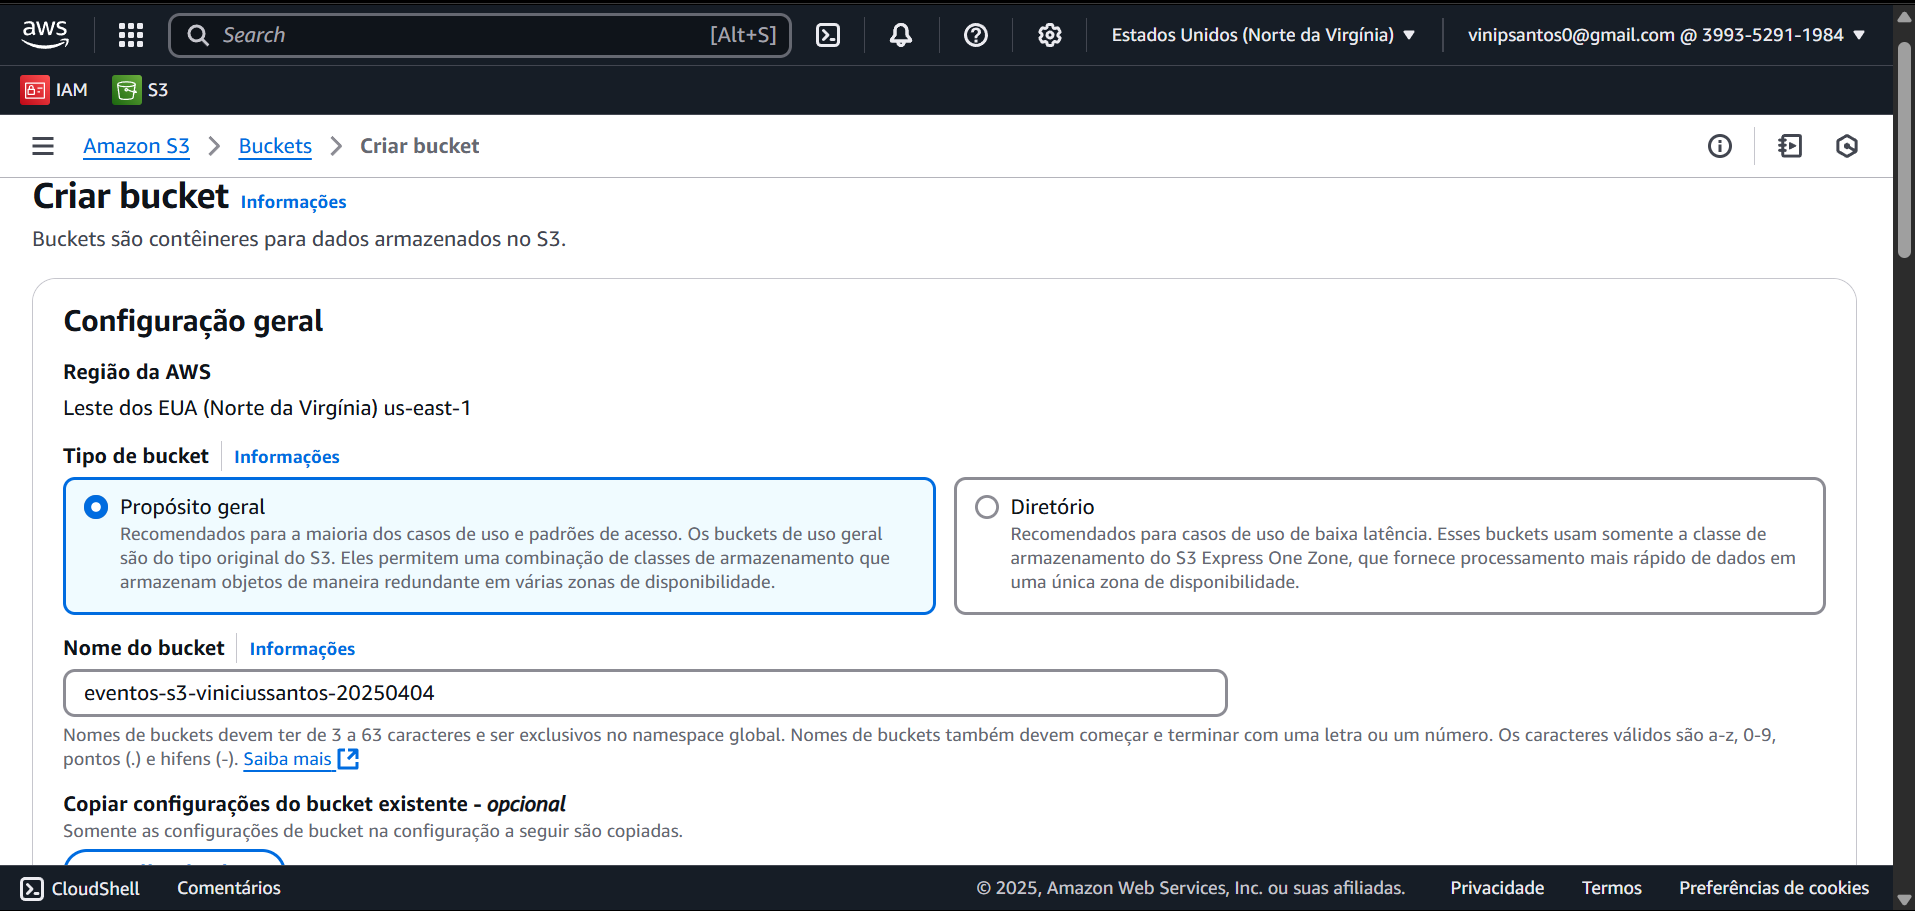 aws
Search [Alt+S]
Estados Unidos (Norte da Virgínia)
vinipsantos0@gmail.com @ 3993-5291-1984
IAM
S3
Amazon S3 > Buckets > Criar bucket
Criar bucket Informações
Buckets são contêineres para dados armazenados no S3.
Configuração geral
Região da AWS
Leste dos EUA (Norte da Virgínia) us-east-1
Tipo de bucket Informações
Propósito geral
Recomendados para a maioria dos casos de uso e padrões de acesso. Os buckets de uso geral
são do tipo original do S3. Eles permitem uma combinação de classes de armazenamento que
armazenam objetos de maneira redundante em várias zonas de disponibilidade.
Diretório
Recomendados para casos de uso de baixa latência. Esses buckets usam somente a classe de
armazenamento do S3 Express One Zone, que fornece processamento mais rápido de dados em
uma única zona de disponibilidade.
Nome do bucket Informações
eventos-s3-viniciussantos-20250404
Nomes de buckets devem ter de 3 a 63 caracteres e ser exclusivos no namespace global. Nomes de buckets também devem começar e terminar com uma letra ou um número. Os caracteres válidos são a-z, 0-9,
pontos (.) e hifens (-). Saiba mais
Copiar configurações do bucket existente - opcional
Somente as configurações de bucket na configuração a seguir são copiadas.
CloudShell Comentários
© 2025, Amazon Web Services, Inc. ou suas afiliadas. Privacidade Termos Preferências de cookies